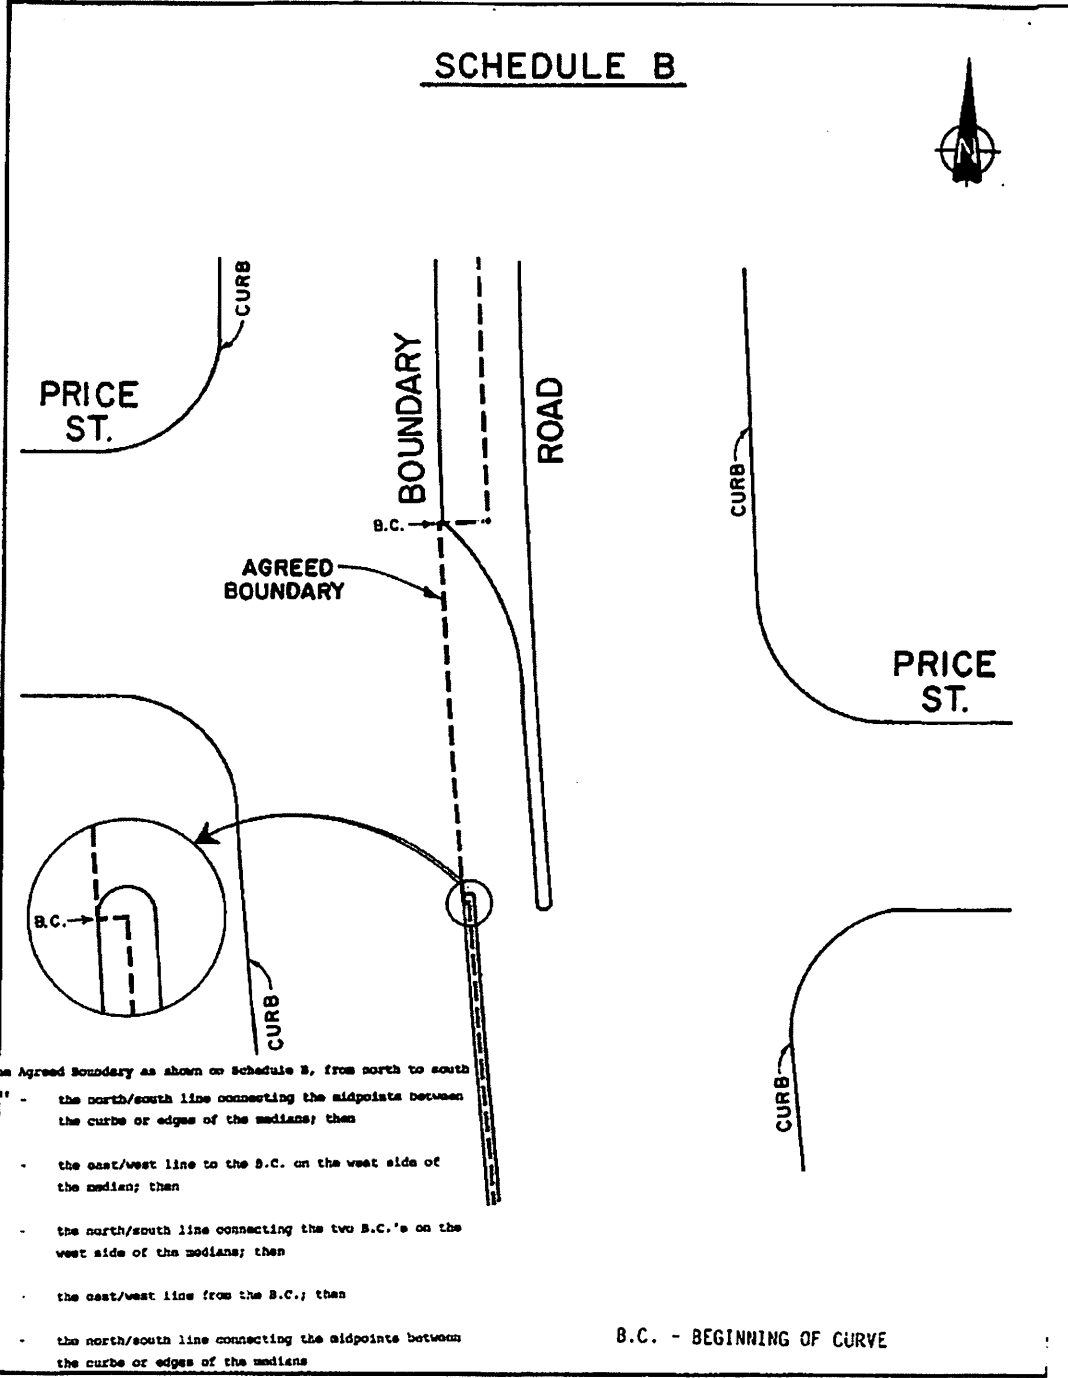 SCHEDULE B
N
CURB
PRICE
ST.
BOUNDARY
ROAD
CURB
B.C.
AGREED
BOUNDARY
PRICE
ST.
B.C.
CURB
CURB
Agreed Boundary as shown on Schedule B, from north to south
" - the north/south line connecting the midpoints between
the curbs or edges of the medians; then
- the east/west line to the B.C. on the west side of
the median; then
- the north/south line connecting the two B.C.'s on the
west side of the medians; then
- the east/west line from the B.C.; then
- the north/south line connecting the midpoints between
the curbs or edges of the medians
B.C. - BEGINNING OF CURVE